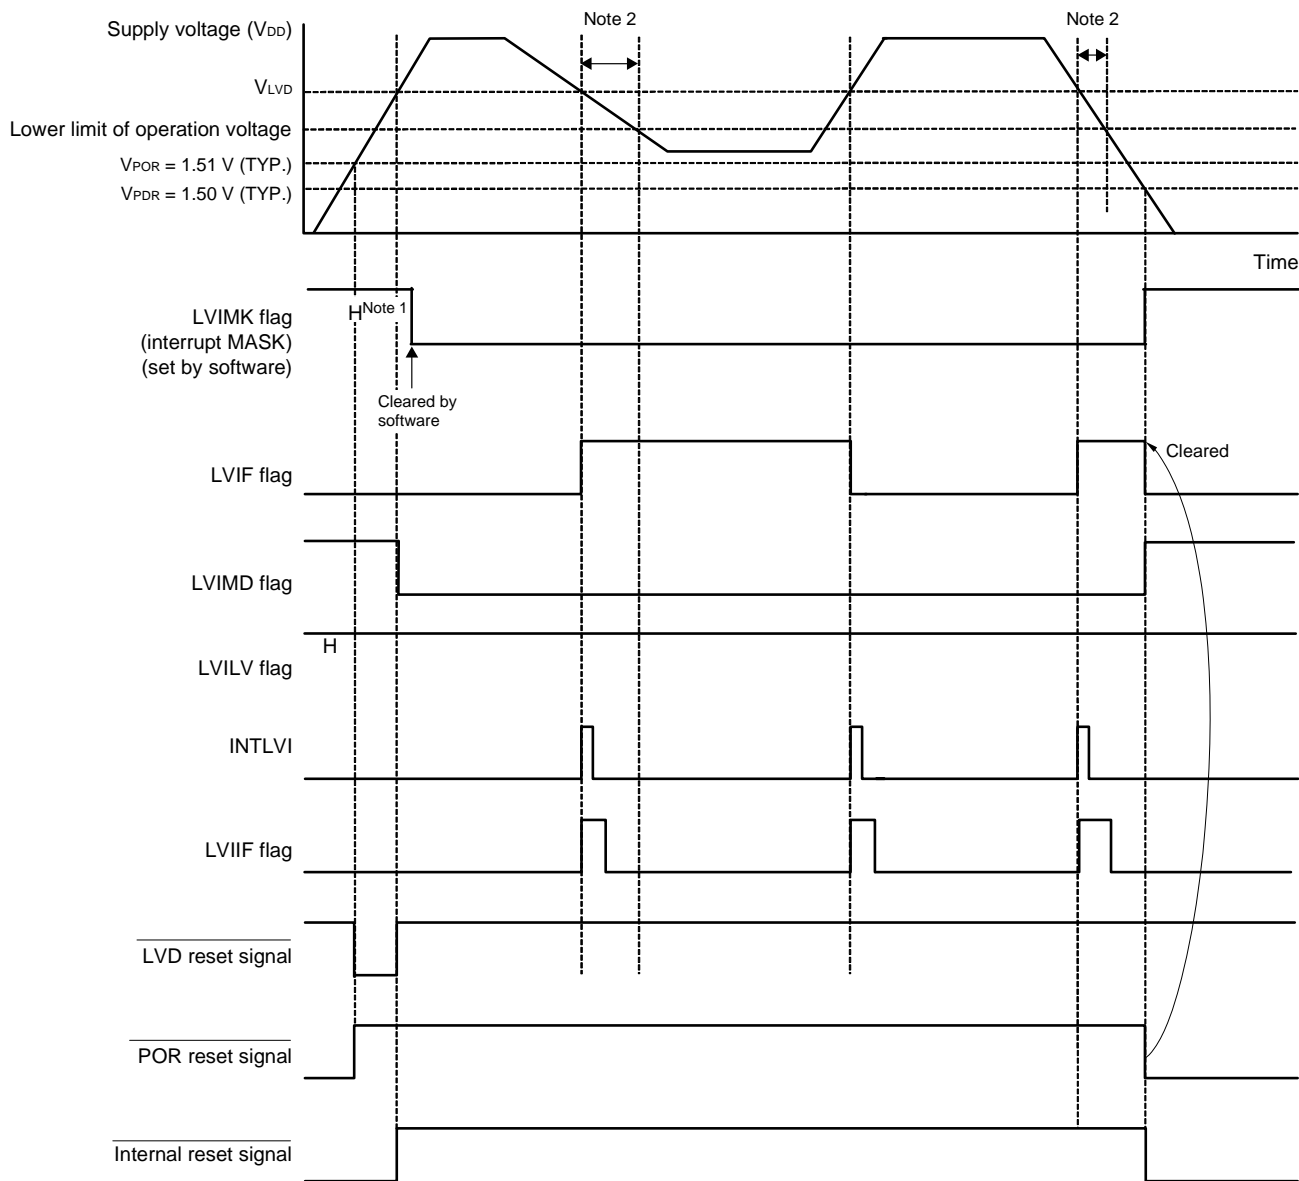 Note 2
Note 2
Supply voltage (VDD)
VLVD
Lower limit of operation voltage
VPOR = 1.51 V (TYP.)
VPDR = 1.50 V (TYP.)
Time
H Note 1
LVIMK flag
(interrupt MASK)
(set by software)
Cleared by
software
Cleared
LVIF flag
LVIMD flag
H
LVILV flag
INTLVI
LVIIF flag
LVD reset signal
POR reset signal
Internal reset signal